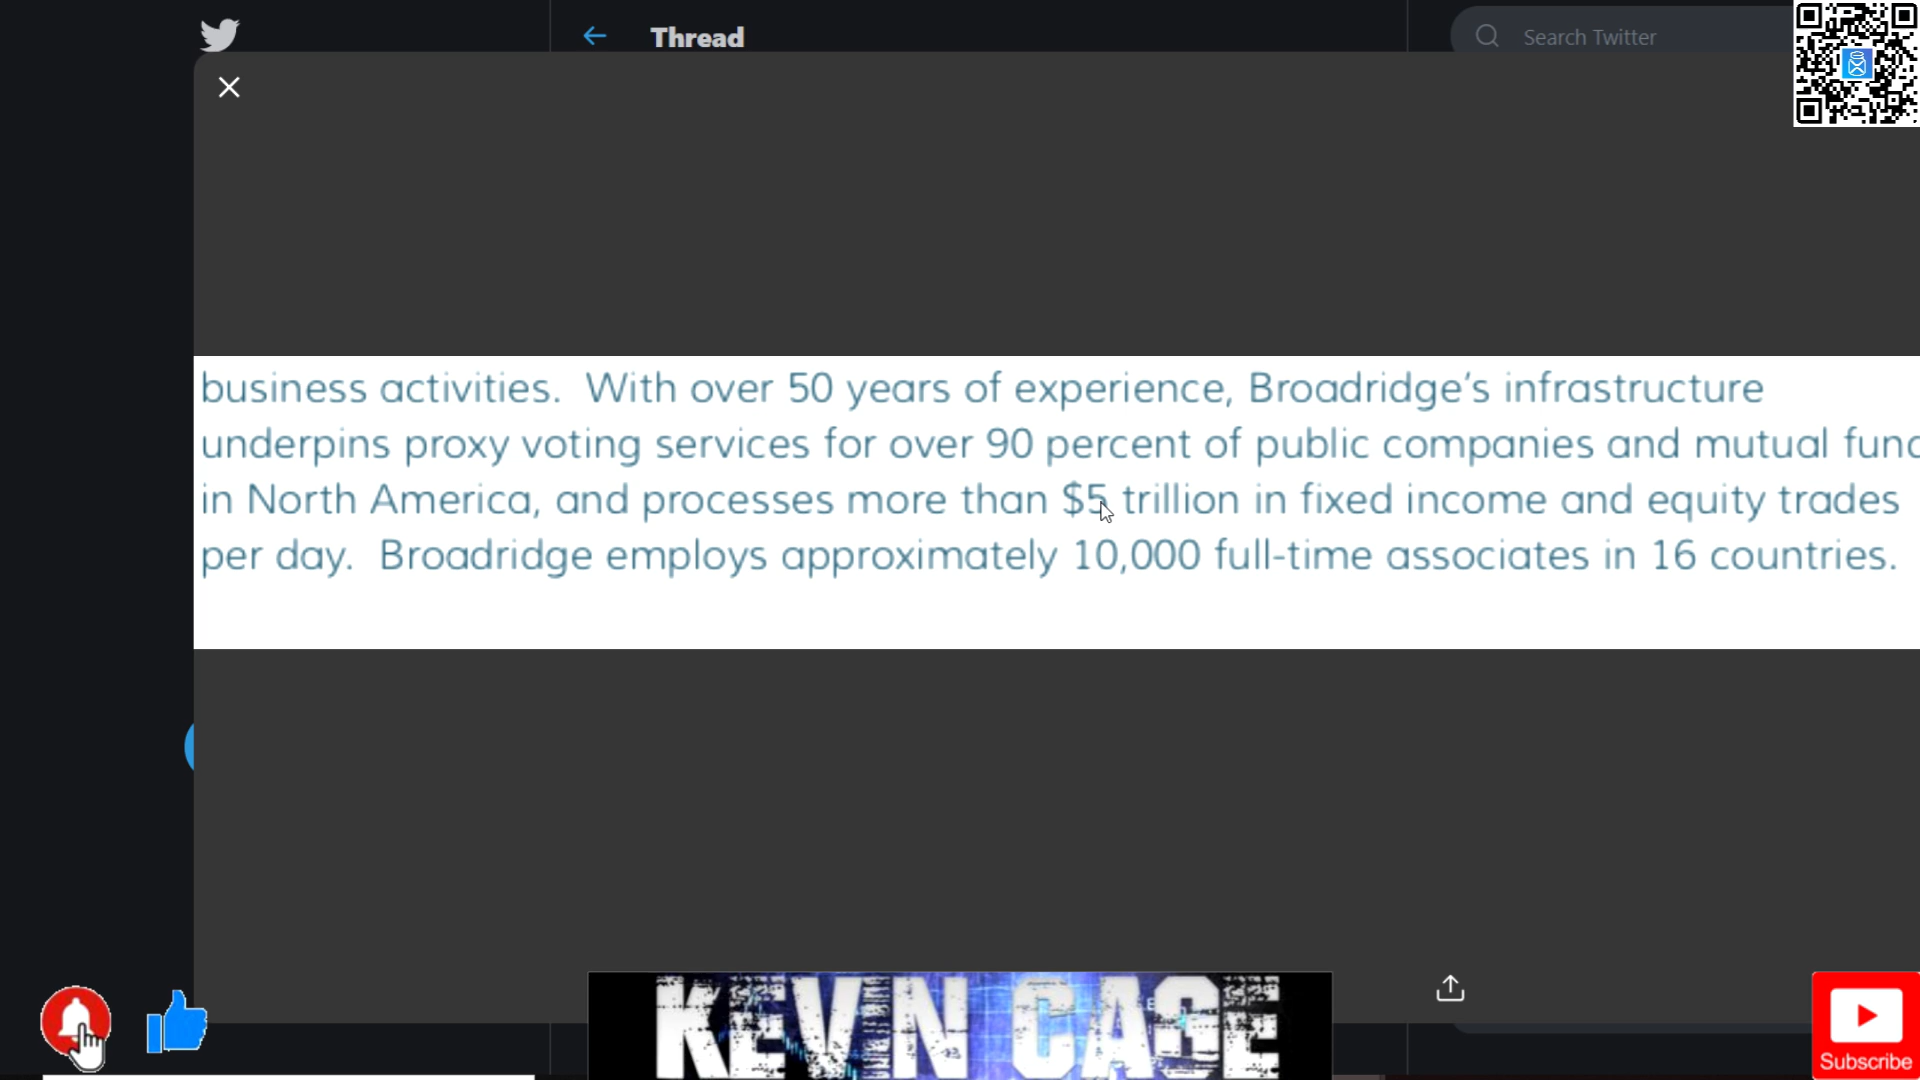 Thread
Search Twitter
business activities.  With over 50 years of experience, Broadridge's infrastructure
underpins proxy voting services for over 90 percent of public companies and mutual fund
in North America, and processes more than $5 trillion in fixed income and equity trades
per day.  Broadridge employs approximately 10,000 full-time associates in 16 countries.
KEVIN CAGE
Subscribe